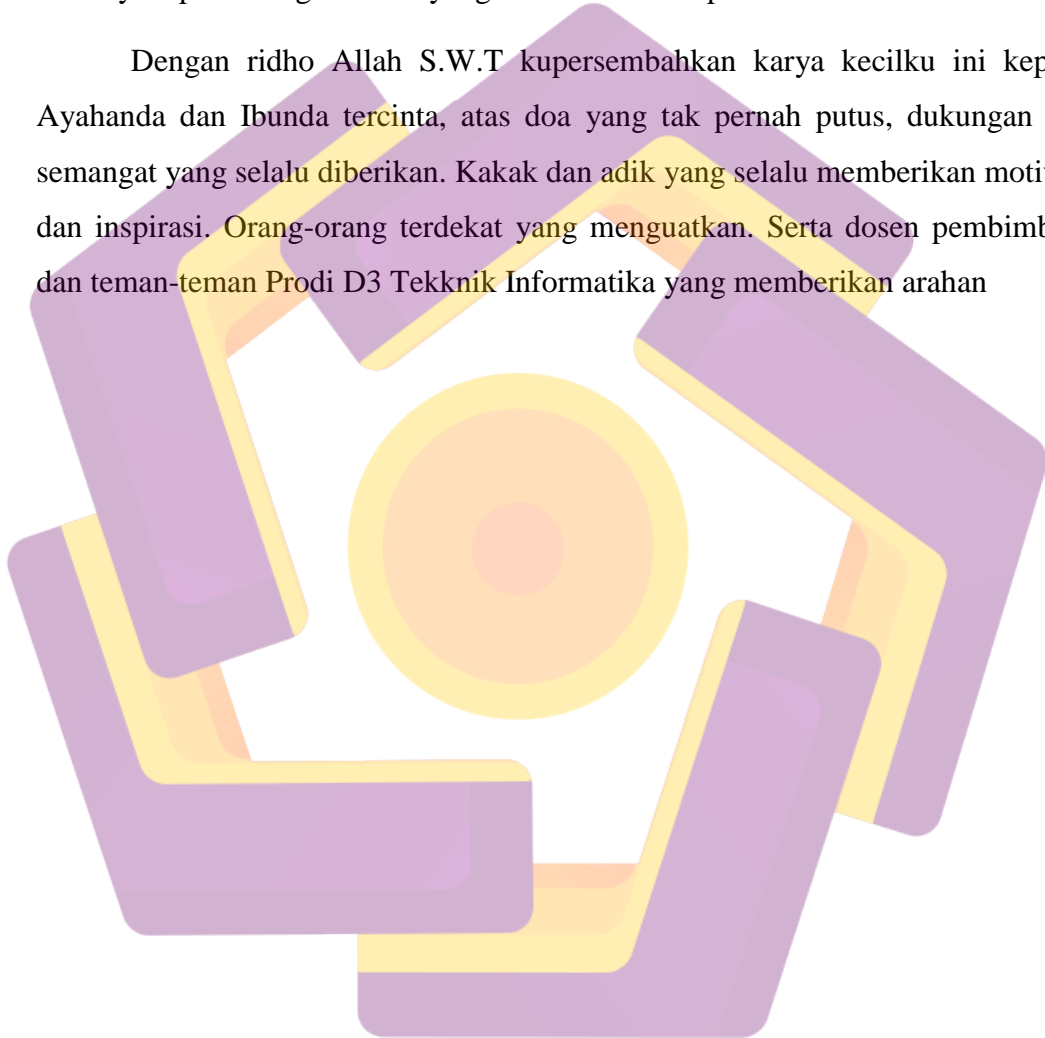 Dengan ridho Allah S.W.T kupersembahkan karya kecilku ini kep
Ayahanda dan Ibunda tercinta, atas doa yang tak pernah putus, dukungan
semangat yang selalu diberikan. Kakak dan adik yang selalu memberikan motiv
dan inspirasi. Orang-orang terdekat yang menguatkan. Serta dosen pembimb
dan teman-teman Prodi D3 Tekknik Informatika yang memberikan arahan